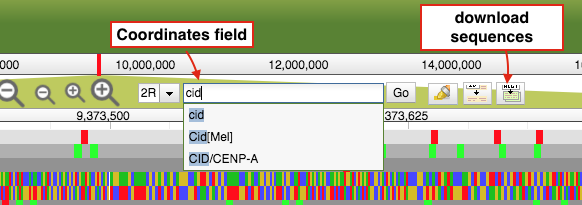 Coordinates field
download
sequences
000
10,000,000
12,000,000
14,000,000
2R
cid
Go
9,373,500
373,625
cid
Cid[Mel]
CID/CENP-A